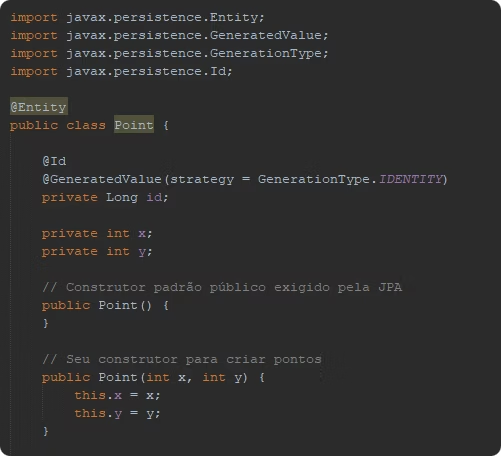 import javax.persistence.Entity;
import javax.persistence.GeneratedValue;
import javax.persistence.GenerationType;
import javax.persistence.Id;
@Entity
public class Point {
@Id
@GeneratedValue(strategy = GenerationType.IDENTITY)
private Long id;
private int x;
private int y;
// Construtor padrão público exigido pela JPA
public Point() {
}
// Seu construtor para criar pontos
public Point(int x, int y) {
this.x = x;
this.y = y;
}